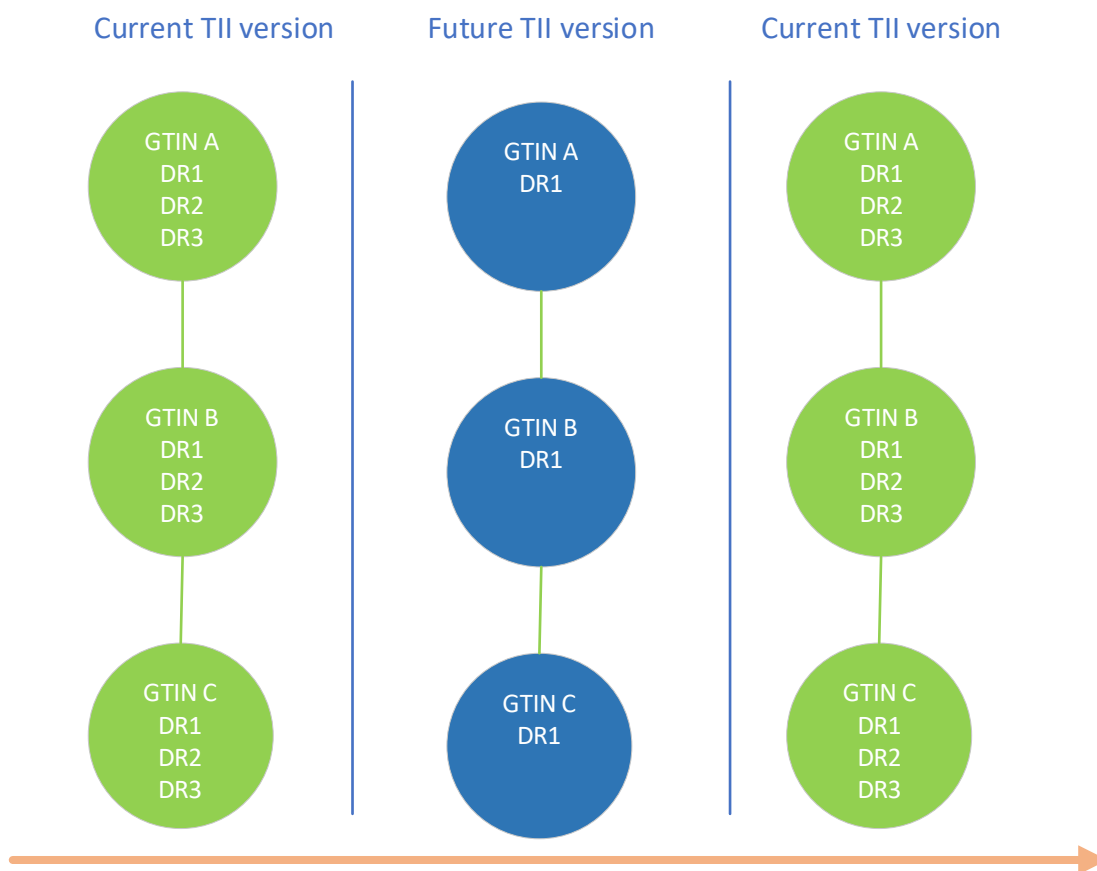 Current TII version
Future TII version
Current TII version
GTIN A
DR1
DR2
DR3
GTIN B
DR1
DR2
DR3
GTIN C
DR1
DR2
DR3
GTIN A
DR1
GTIN B
DR1
GTIN C
DR1
GTIN A
DR1
DR2
DR3
GTIN B
DR1
DR2
DR3
GTIN C
DR1
DR2
DR3